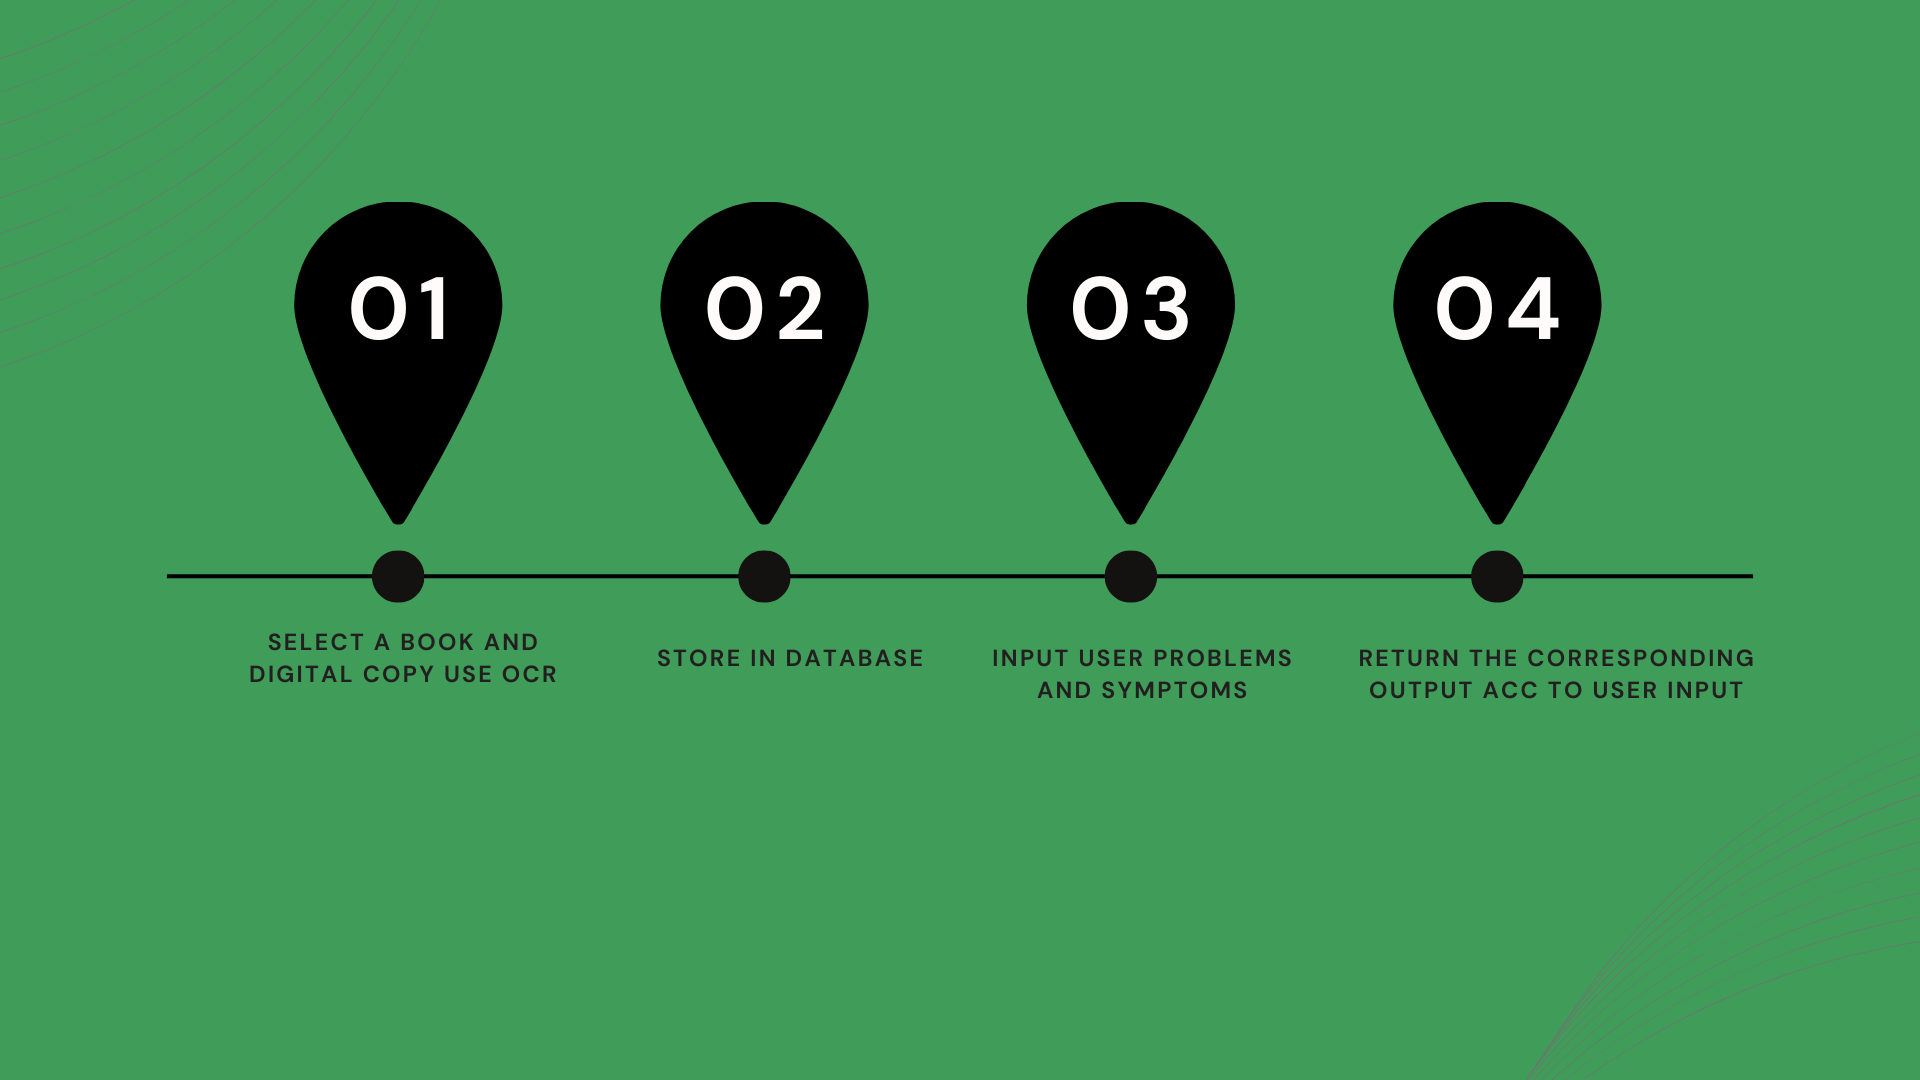 01
02
03
04
SELECT A BOOK AND
DIGITAL COPY USE OCR
STORE IN DATABASE
INPUT USER PROBLEMS
AND SYMPTOMS
RETURN THE CORRESPONDING
OUTPUT ACC TO USER INPUT